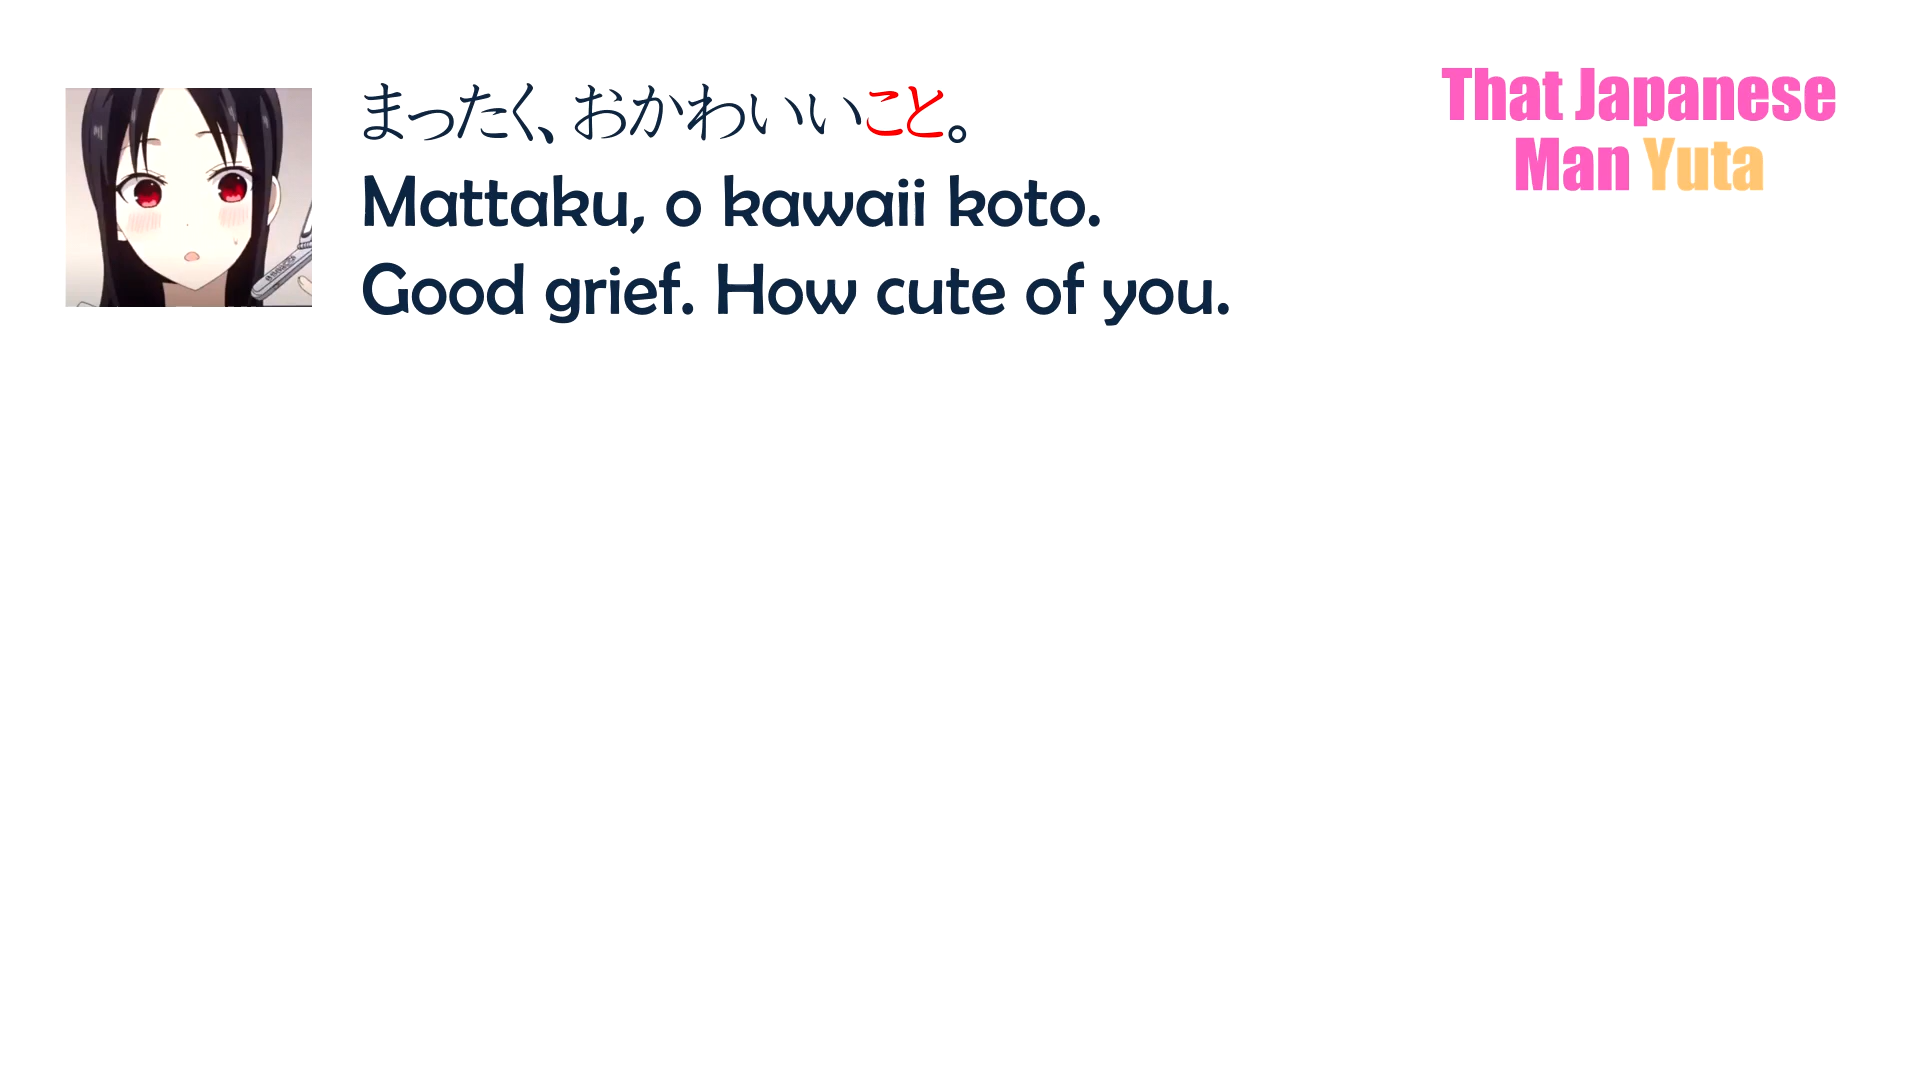 まったく、おかわいいこと。
Mattaku, o kawaii koto.
Good grief. How cute of you.
That Japanese
Man Yuta